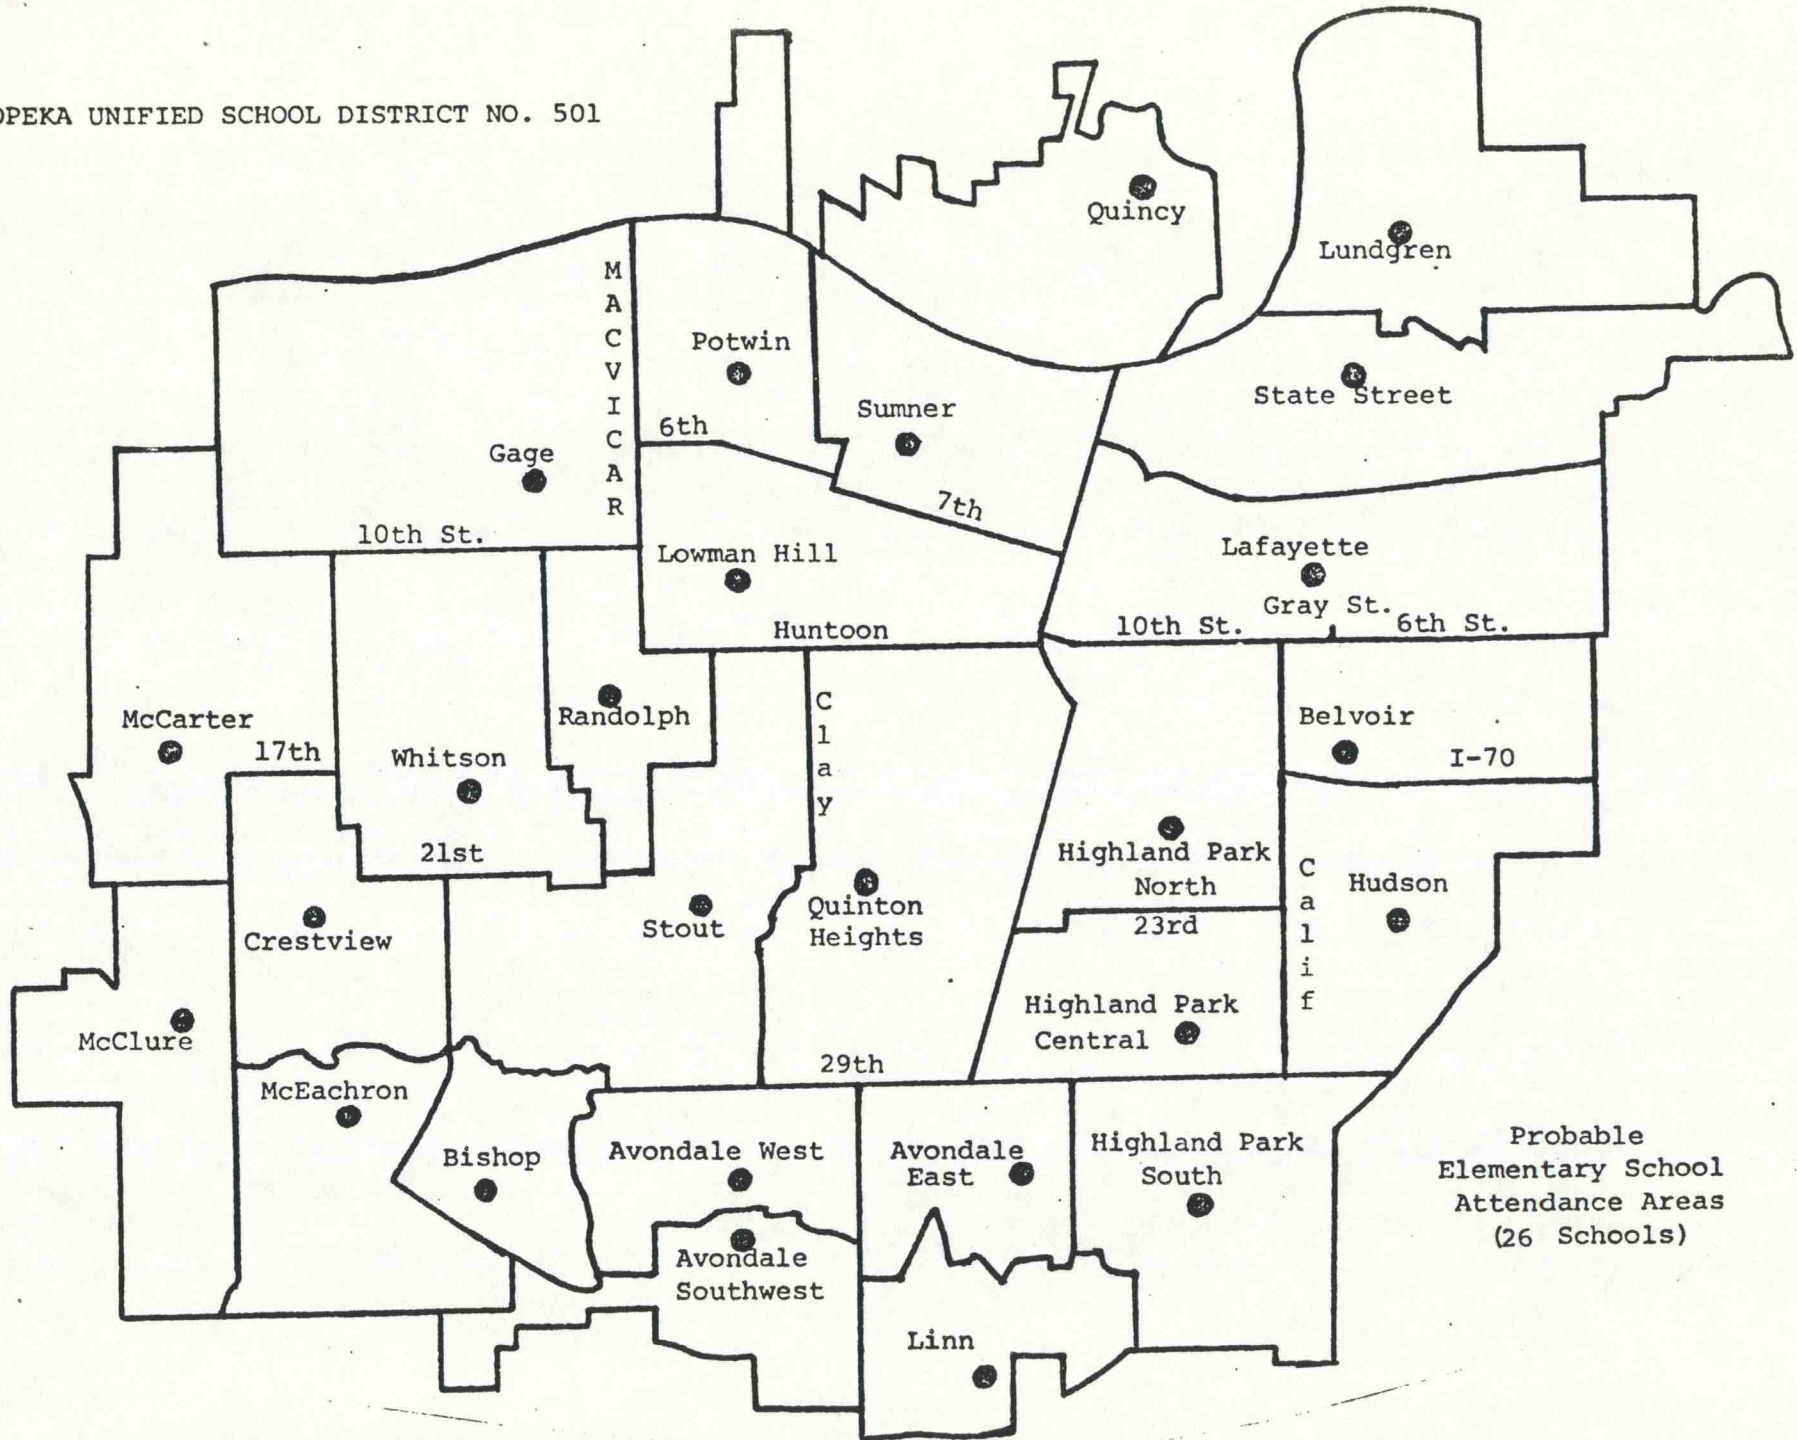 OPEKA UNIFIED SCHOOL DISTRICT NO. 501
Quincy
Lundgren
MACVICAR
Potwin
State Street
Sumner
6th
Gage
7th
10th St.
Lowman Hill
Lafayette
Gray St.
Huntoon
10th St.
6th St.
Clay
McCarter
Randolph
Belvoir
17th
Whitson
I-70
21st
Highland Park
North
Calif
Hudson
Crestview
Stout
Quinton
Heights
23rd
Highland Park
Central
McClure
29th
McEachron
Bishop
Avondale West
Avondale
East
Highland Park
South
Probable
Elementary School
Attendance Areas
(26 Schools)
Avondale
Southwest
Linn